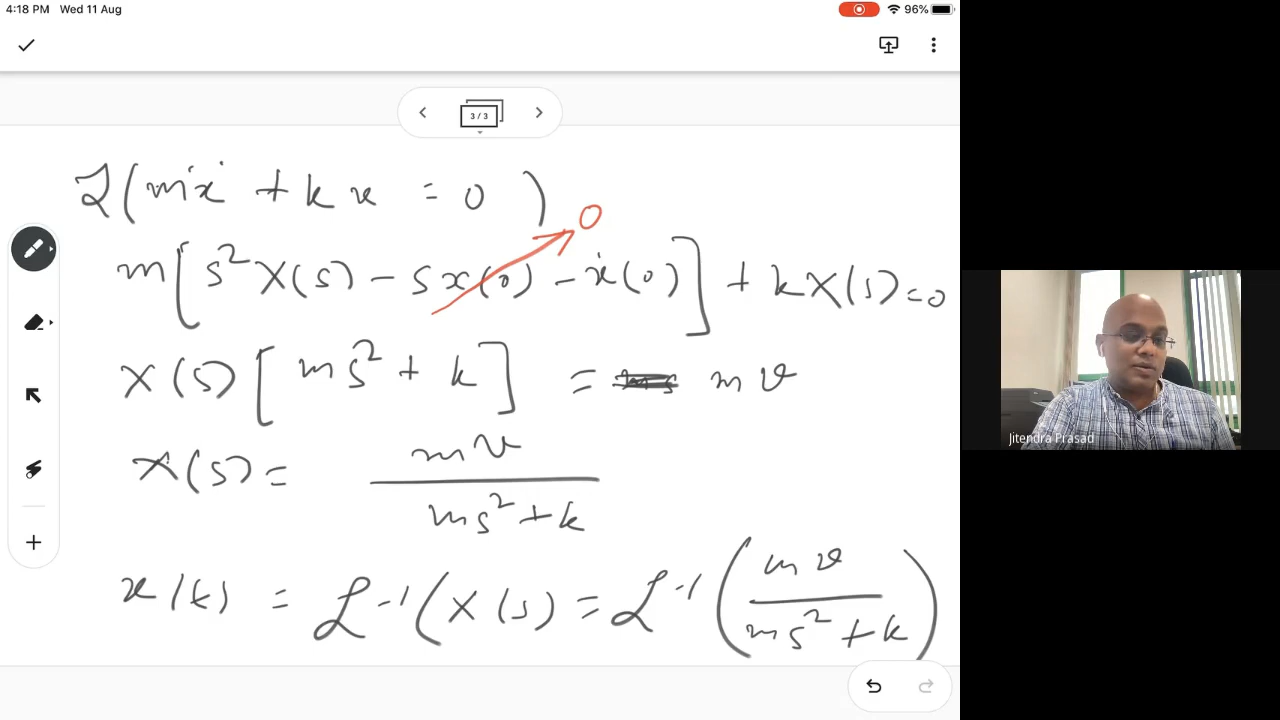 4:18 PM Wed 11 Aug
96%
3 / 3
ℒ(mẍ + kx = 0)
0
m[s²X(s) - sx(0) - ẋ(0)] + kX(s) = 0
X(s)[ms² + k] = mv
X(s) = mv / ms² + k
x(t) = ℒ⁻¹(X(s) = ℒ⁻¹(mv / ms² + k)
Jitendra Prasad